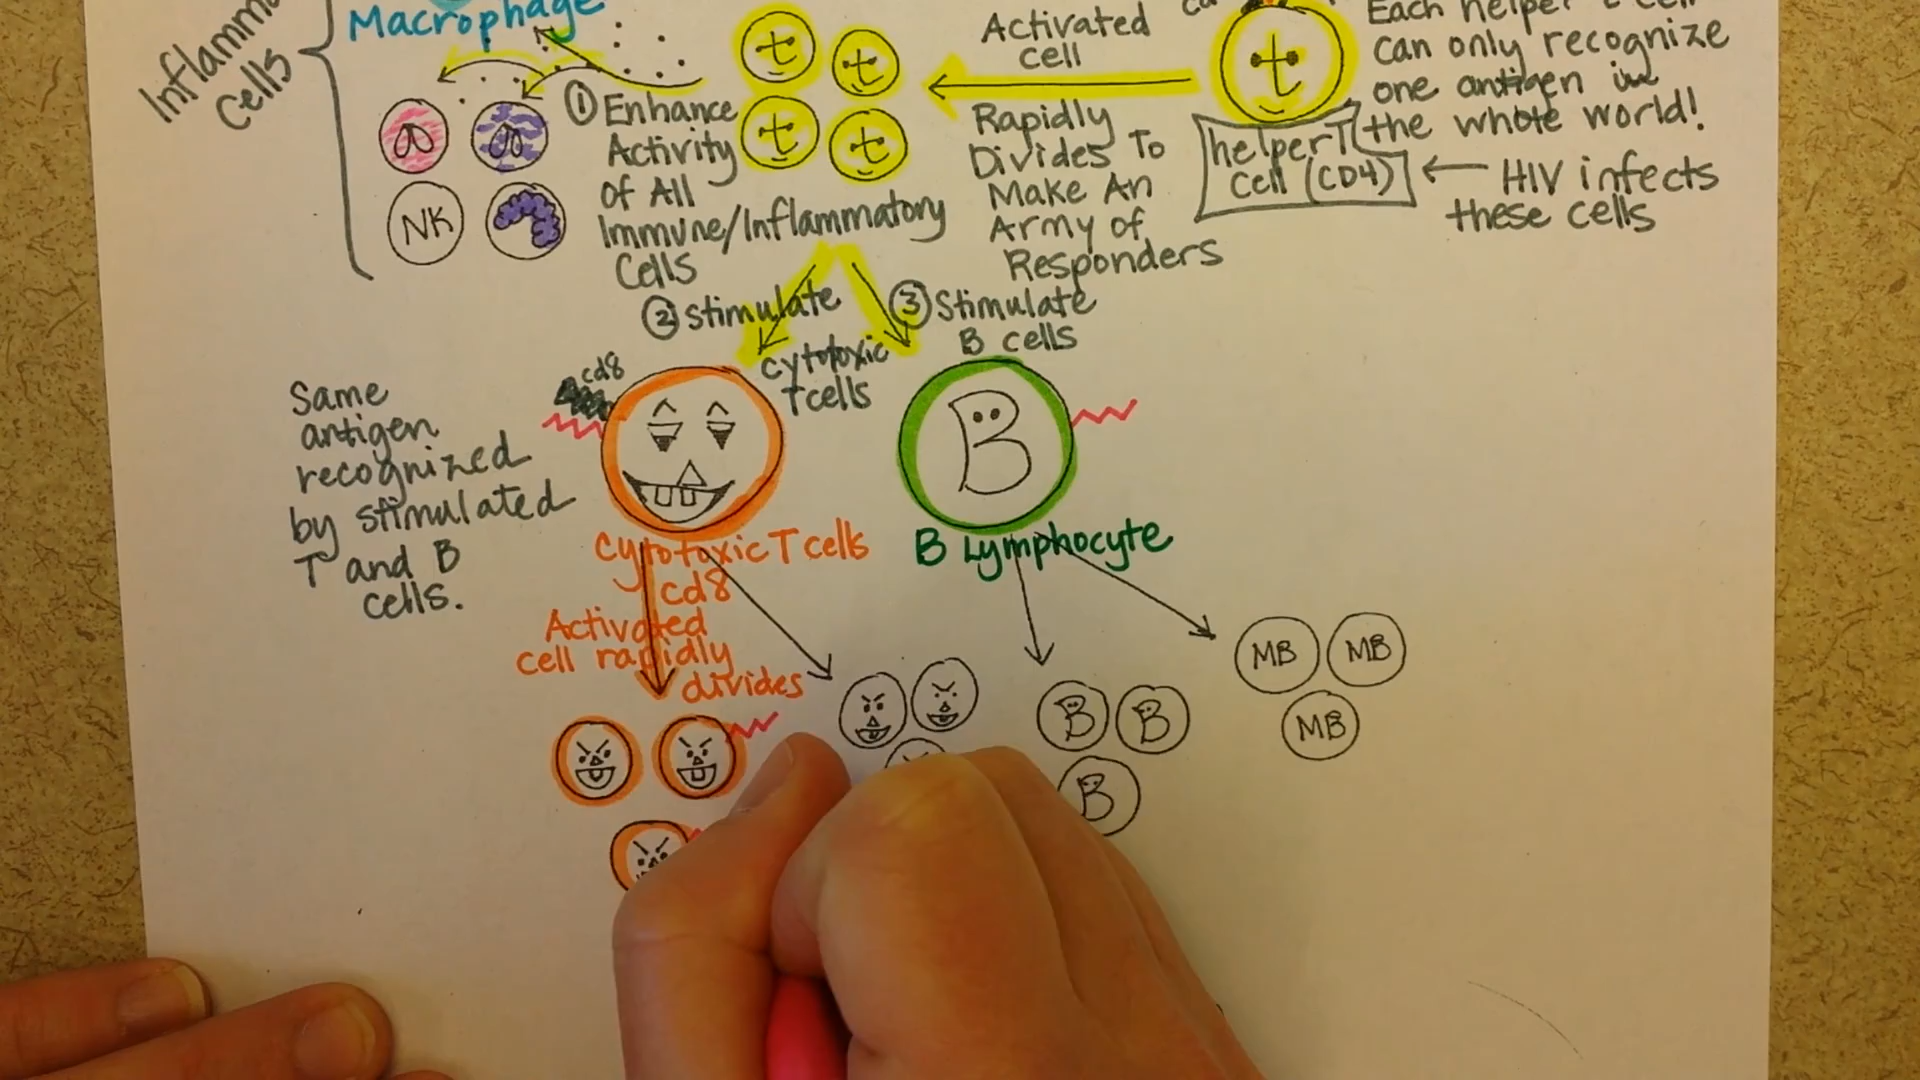 Inflamma
Cells
Macrophage
① Enhance
Activity
of All
Immune/Inflammatory
Cells
NK
t
t
t
t
Activated
cell
Rapidly
Divides To
Make An
Army of
Responders
t
helper T
Cell (CD4)
Each helper t cell
can only recognize
one antigen in
the whole world!
HIV infects
these cells
② Stimulate
cytotoxic
T cells
③ Stimulate
B cells
cd8
Same
antigen
recognized
by stimulated
T and B
cells.
B
Cytotoxic T cells
cd8
B Lymphocyte
Activated
cell rapidly
divides
B
B
B
MB
MB
MB